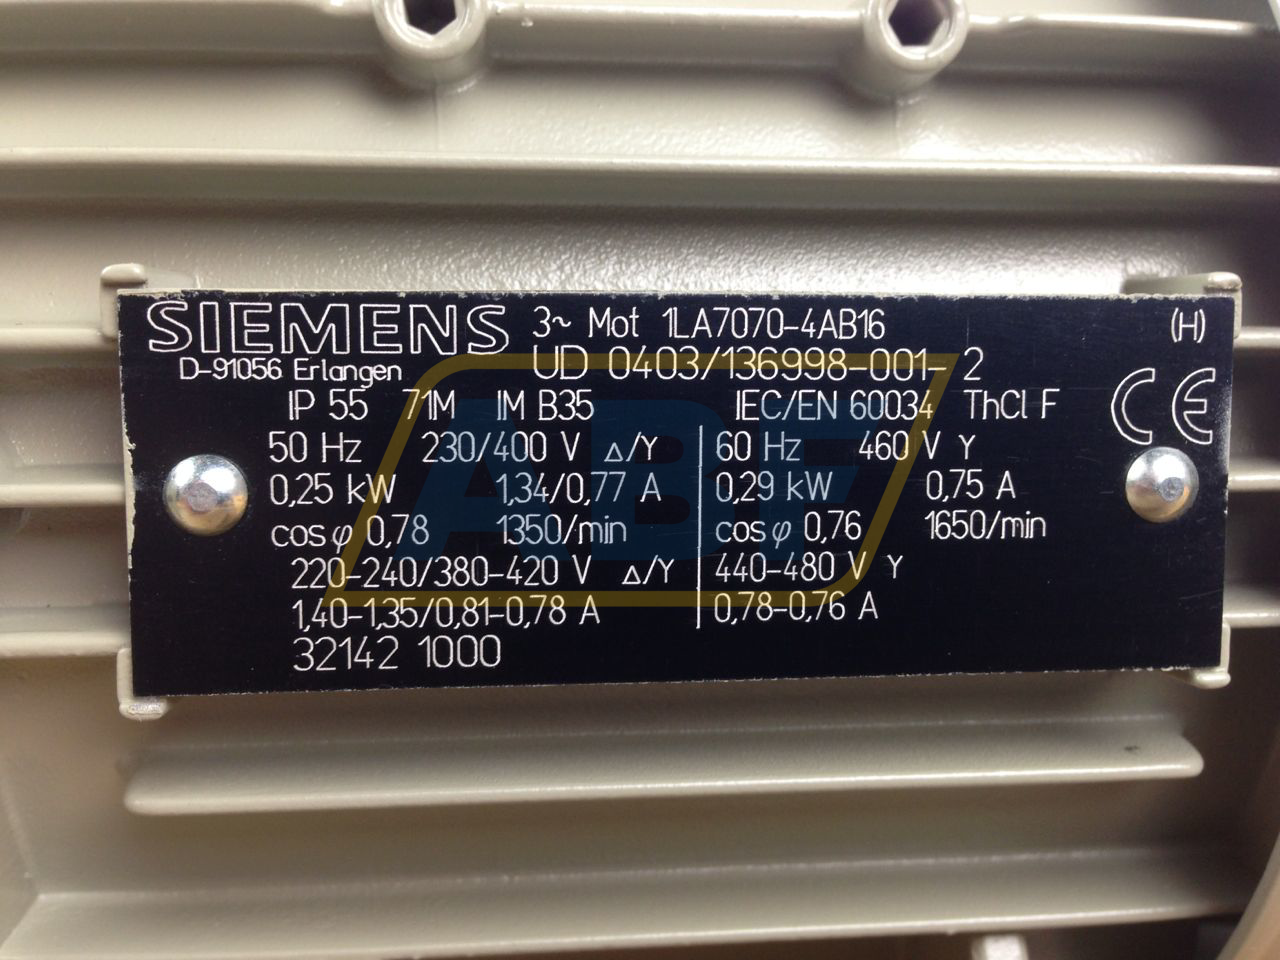 SIEMENS 3~ Mot 1LA7070-4AB16 (H)
D-91056 Erlangen UD 0403/136998-001- 2
IP 55 71M IM B35 IEC/EN 60034 ThCl F CE
50 Hz 230/400 V Δ/Y 60 Hz 460 V Y
0,25 kW 1,34/0,77 A 0,29 kW 0,75 A
cos φ 0,78 1350/min cos φ 0,76 1650/min
220-240/380-420 V Δ/Y 440-480 V Y
1,40-1,35/0,81-0,78 A 0,78-0,76 A
32142 1000
ABF